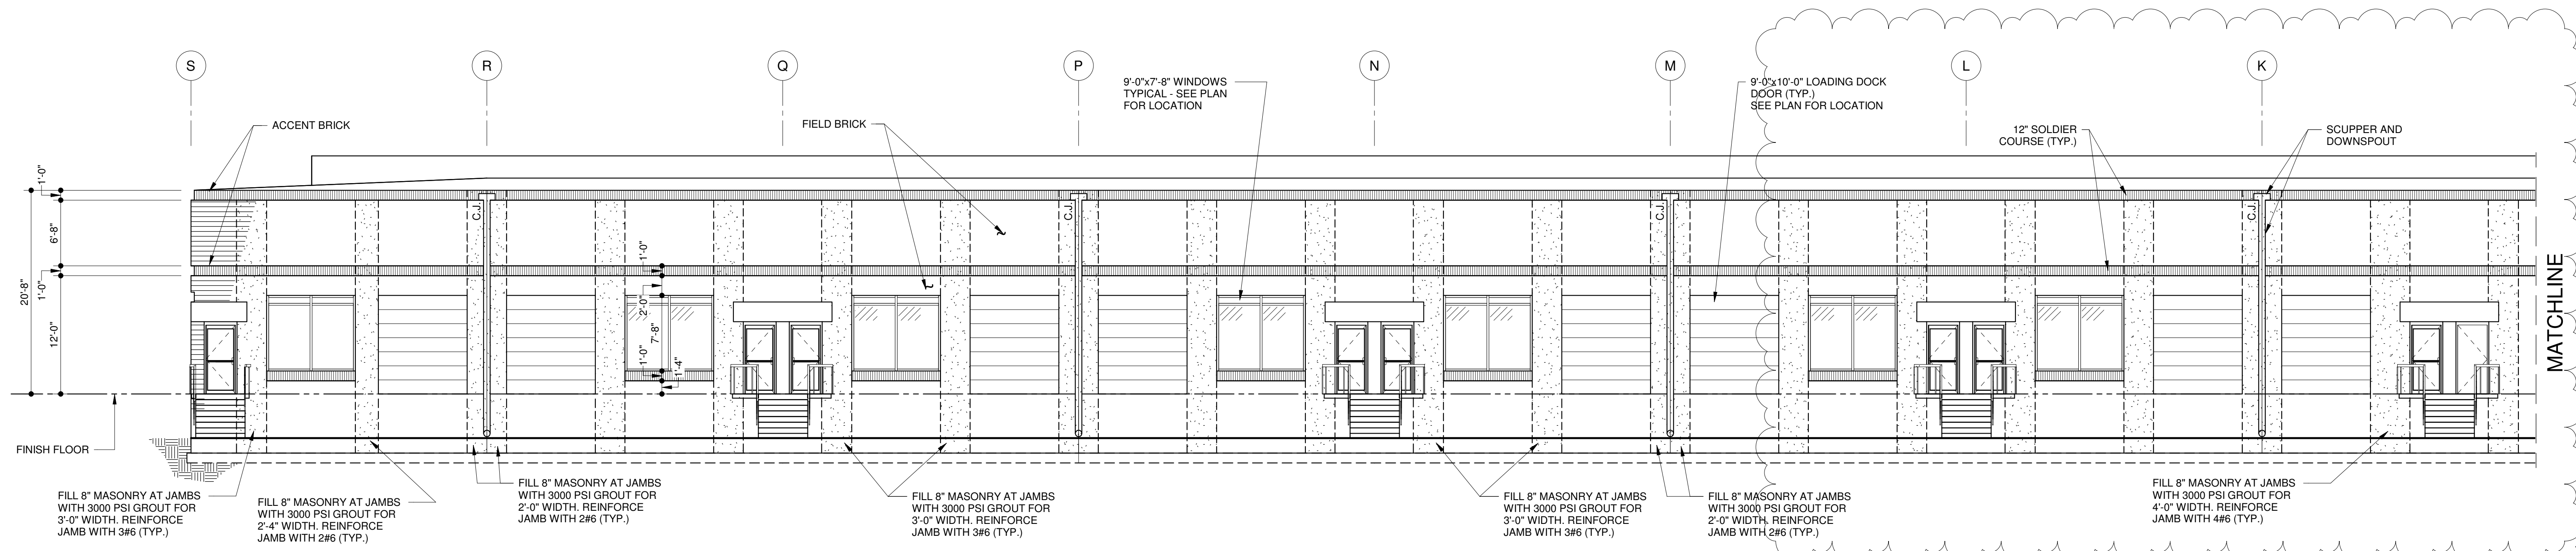 S
R
Q
P
N
M
L
K
9'-0"x7'-8" WINDOWS
TYPICAL - SEE PLAN
FOR LOCATION
9'-0"x10'-0" LOADING DOCK
DOOR (TYP.)
SEE PLAN FOR LOCATION
ACCENT BRICK
FIELD BRICK
12" SOLDIER
COURSE (TYP.)
SCUPPER AND
DOWNSPOUT
1'-0"
6'-8"
1'-0"
20'-8"
12'-0"
C.J.
C.J.
C.J.
C.J.
1'-0"
2'-0"
7'-8"
1'-0"
1'-4"
MATCHLINE
FINISH FLOOR
FILL 8" MASONRY AT JAMBS
WITH 3000 PSI GROUT FOR
3'-0" WIDTH. REINFORCE
JAMB WITH 3#6 (TYP.)
FILL 8" MASONRY AT JAMBS
WITH 3000 PSI GROUT FOR
2'-4" WIDTH. REINFORCE
JAMB WITH 2#6 (TYP.)
FILL 8" MASONRY AT JAMBS
WITH 3000 PSI GROUT FOR
2'-0" WIDTH. REINFORCE
JAMB WITH 2#6 (TYP.)
FILL 8" MASONRY AT JAMBS
WITH 3000 PSI GROUT FOR
3'-0" WIDTH. REINFORCE
JAMB WITH 3#6 (TYP.)
FILL 8" MASONRY AT JAMBS
WITH 3000 PSI GROUT FOR
3'-0" WIDTH. REINFORCE
JAMB WITH 3#6 (TYP.)
FILL 8" MASONRY AT JAMBS
WITH 3000 PSI GROUT FOR
2'-0" WIDTH. REINFORCE
JAMB WITH 2#6 (TYP.)
FILL 8" MASONRY AT JAMBS
WITH 3000 PSI GROUT FOR
4'-0" WIDTH. REINFORCE
JAMB WITH 4#6 (TYP.)